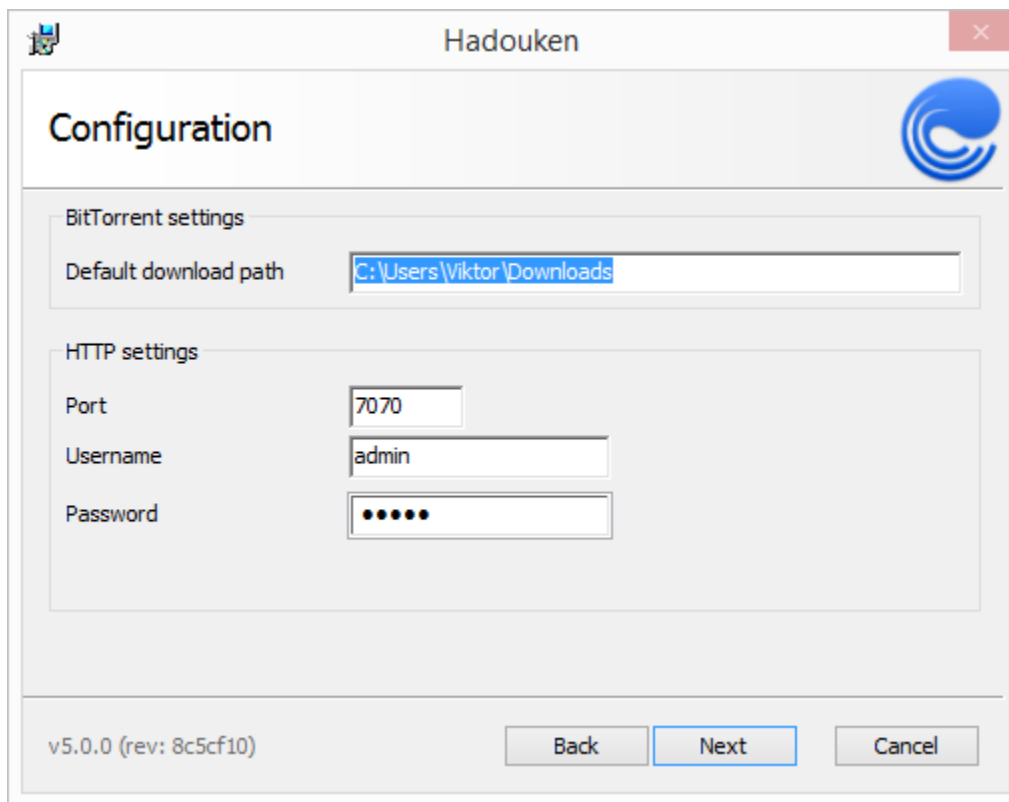 Hadouken
Configuration
BitTorrent settings
Default download path C:\Users\Viktor\Downloads
HTTP settings
Port 7070
Username admin
Password •••••
v5.0.0 (rev: 8c5cf10) Back Next Cancel